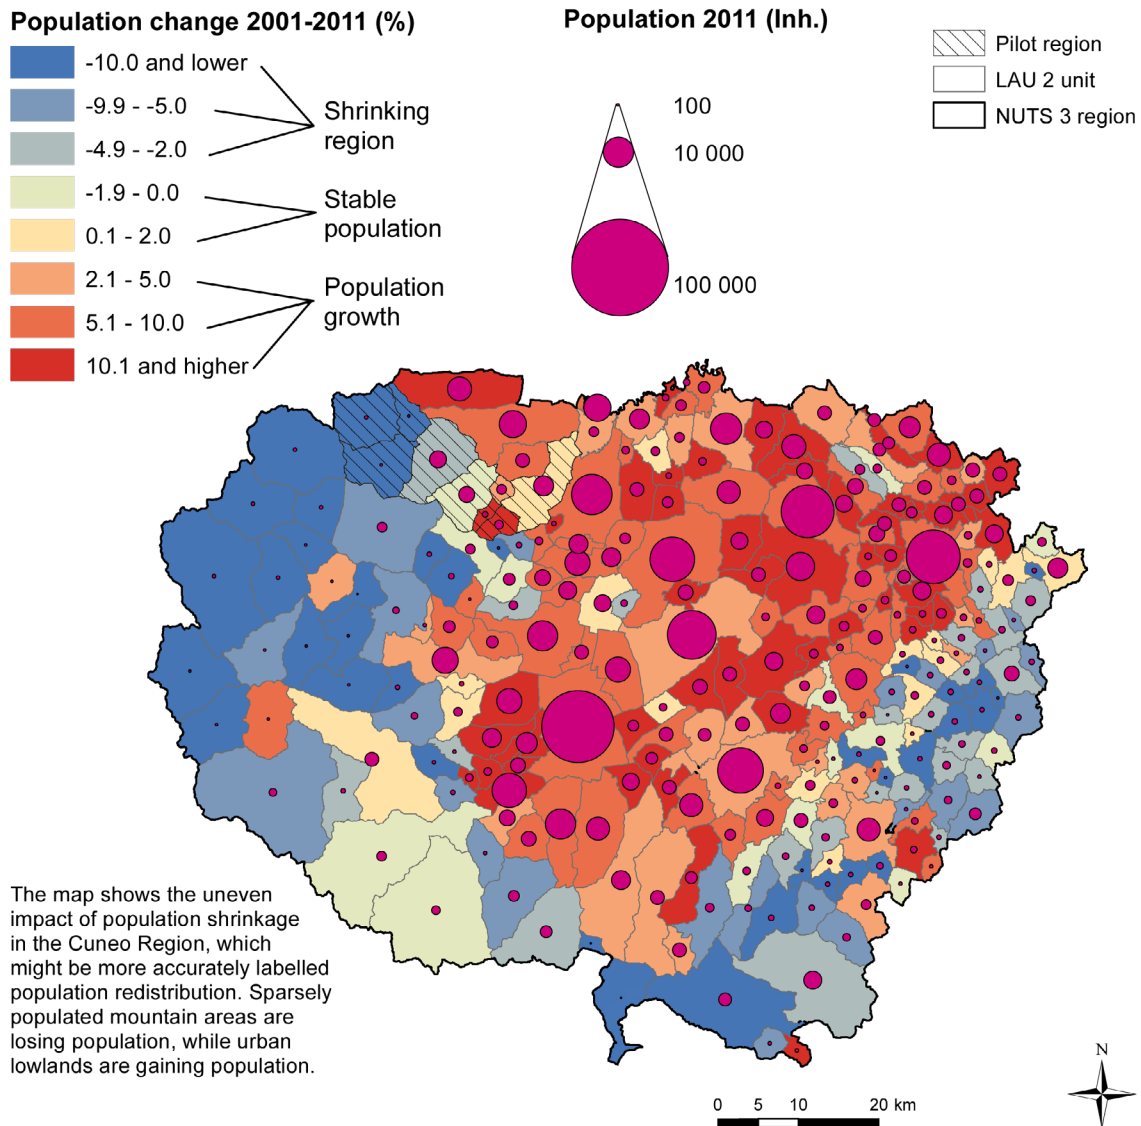 Population change 2001-2011 (%)
-10.0 and lower
-9.9 - -5.0
-4.9 - -2.0
-1.9 - 0.0
0.1 - 2.0
2.1 - 5.0
5.1 - 10.0
10.1 and higher
Shrinking
region
Stable
population
Population
growth
Population 2011 (Inh.)
100
10 000
100 000
Pilot region
LAU 2 unit
NUTS 3 region
The map shows the uneven
impact of population shrinkage
in the Cuneo Region, which
might be more accurately labelled
population redistribution. Sparsely
populated mountain areas are
losing population, while urban
lowlands are gaining population.
N
0 5 10 20 km